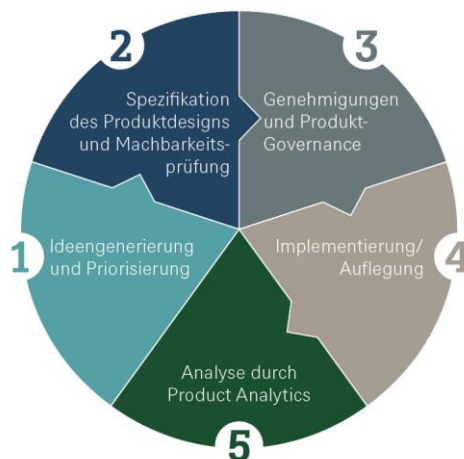 1
Ideengenerierung
und Priorisierung
2
Spezifikation
des Produktdesigns
und Machbarkeits-
prüfung
3
Genehmigungen
und Produkt-
Governance
4
Implementierung/
Auflegung
5
Analyse durch
Product Analytics